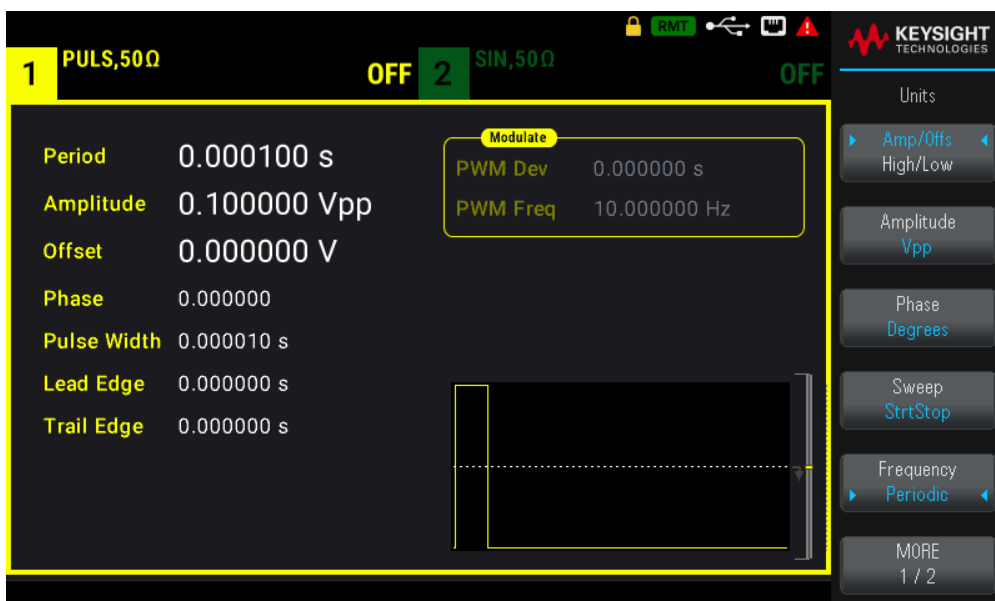 RMT
KEYSIGHT
TECHNOLOGIES
1 PULS,50Ω OFF
2 SIN,50Ω OFF
Units
Period 0.000100 s
Amplitude 0.100000 Vpp
Offset 0.000000 V
Phase 0.000000
Pulse Width 0.000010 s
Lead Edge 0.000000 s
Trail Edge 0.000000 s
Modulate
PWM Dev 0.000000 s
PWM Freq 10.000000 Hz
Amp/Offs
High/Low
Amplitude
Vpp
Phase
Degrees
Sweep
StrtStop
Frequency
Periodic
MORE
1 / 2